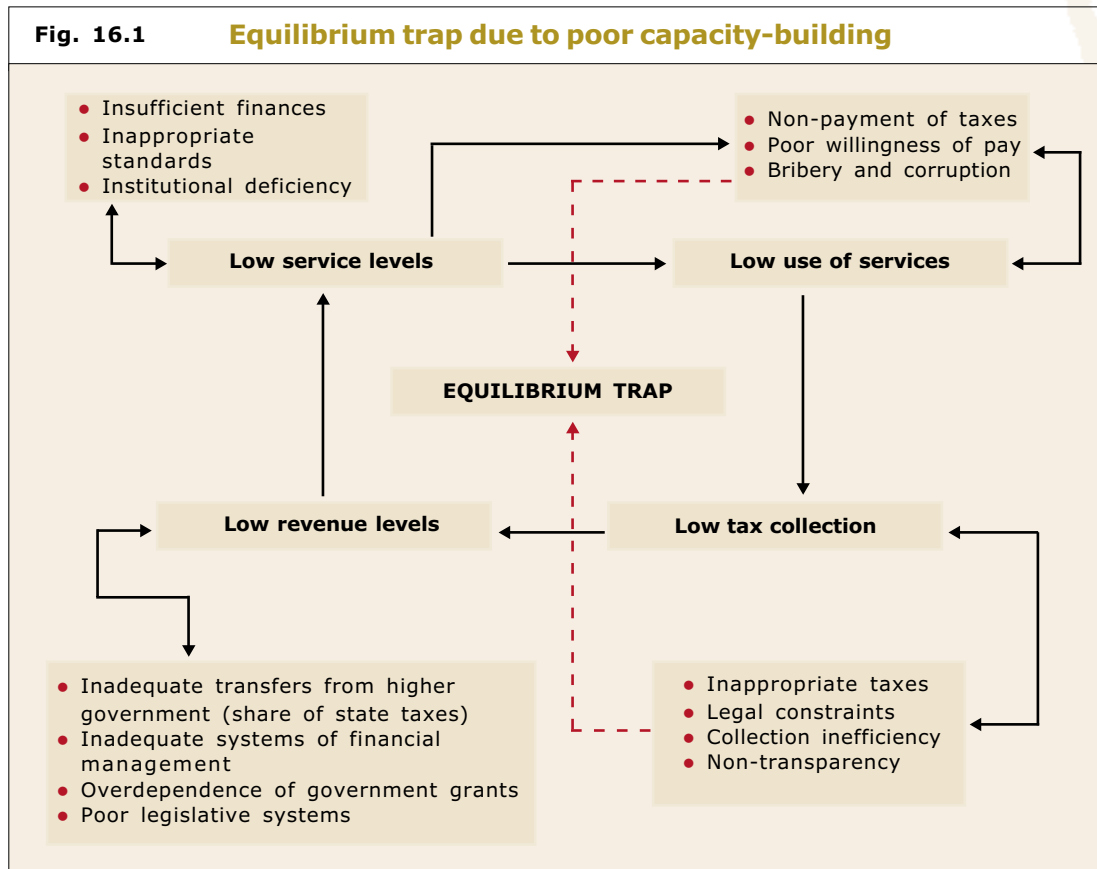 Fig. 16.1 Equilibrium trap due to poor capacity-building
• Insufficient finances
• Inappropriate
standards
• Institutional deficiency
• Non-payment of taxes
• Poor willingness of pay
• Bribery and corruption
Low service levels
Low use of services
EQUILIBRIUM TRAP
Low revenue levels
Low tax collection
• Inadequate transfers from higher
government (share of state taxes)
• Inadequate systems of financial
management
• Overdependence of government grants
• Poor legislative systems
• Inappropriate taxes
• Legal constraints
• Collection inefficiency
• Non-transparency